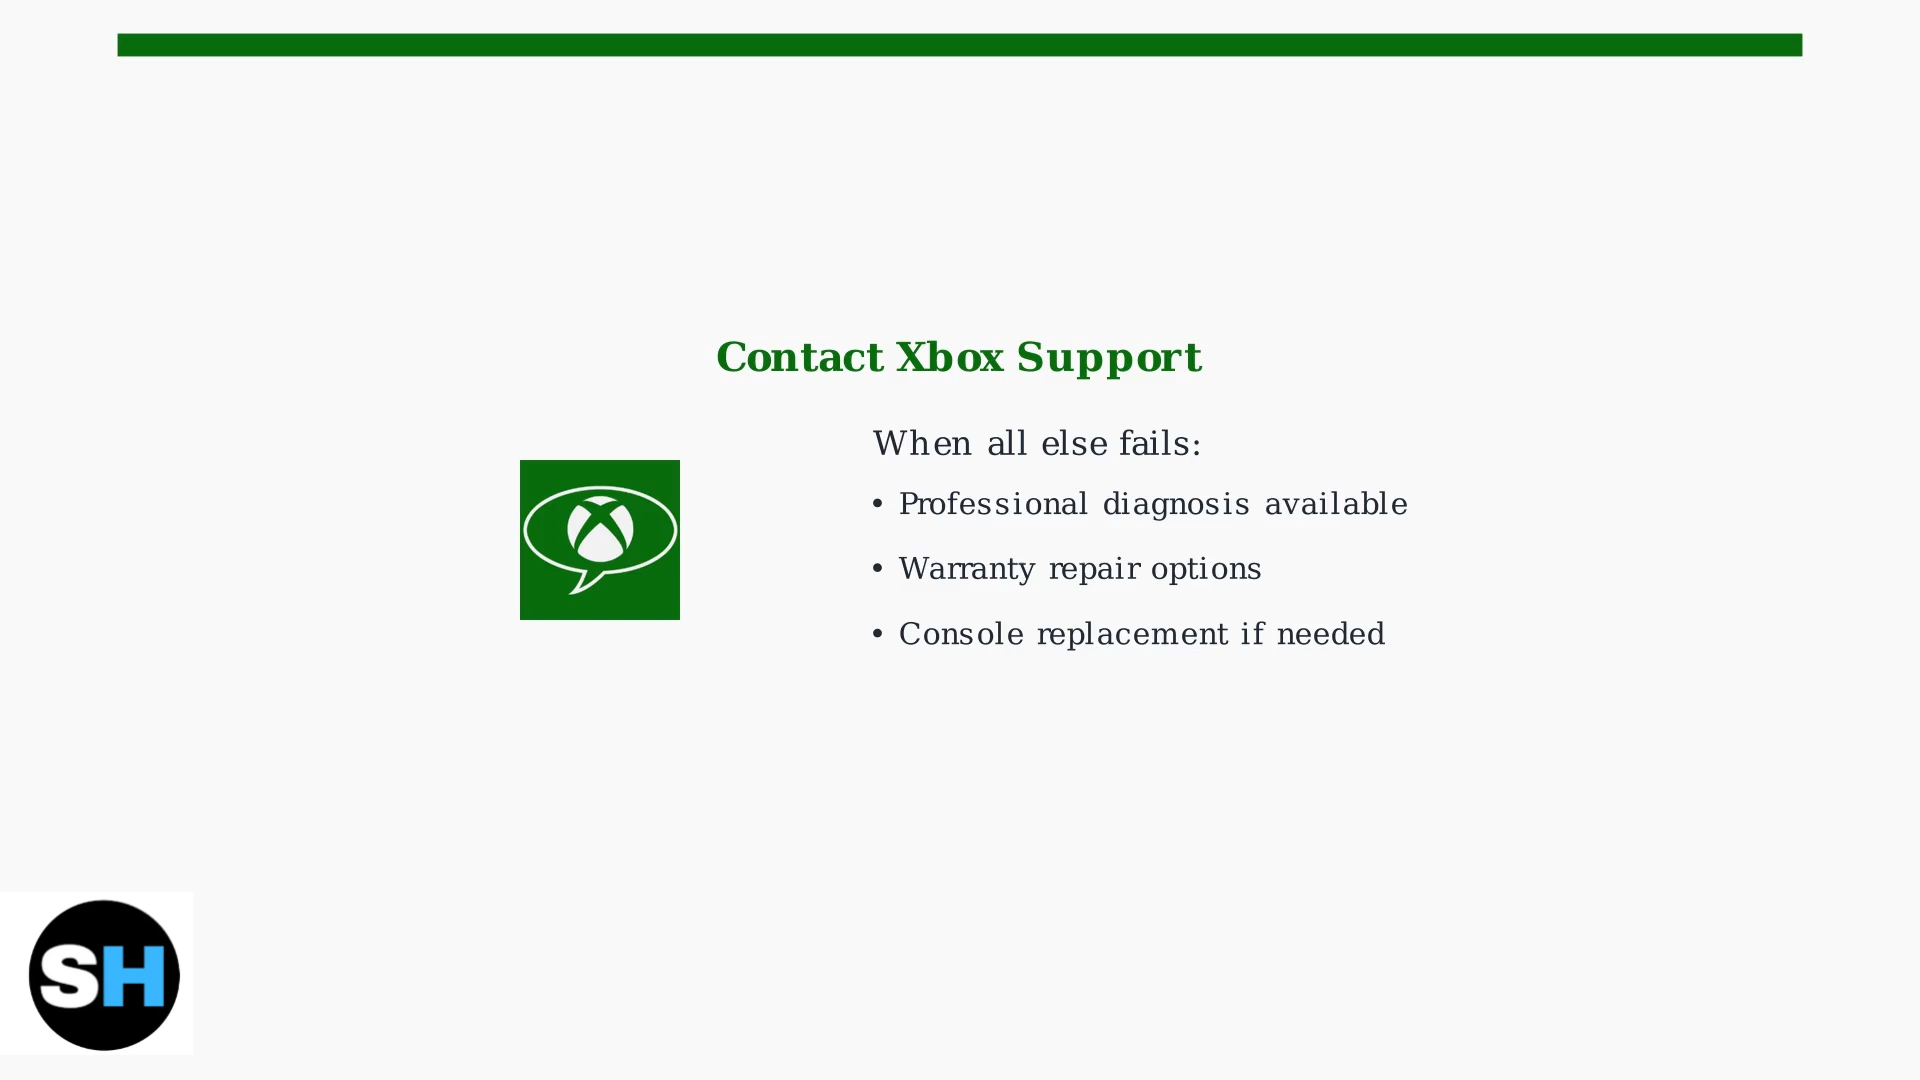 Contact Xbox Support
When all else fails:
• Professional diagnosis available
• Warranty repair options
• Console replacement if needed
SH